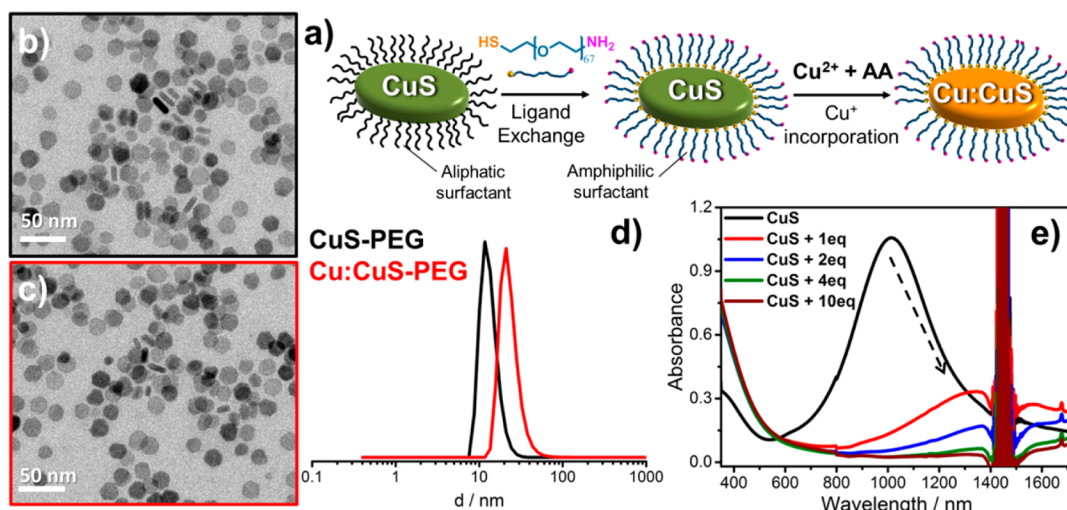 b)
50 nm
c)
50 nm
a)
HS
O
67
NH2
CuS
Ligand
Exchange
Aliphatic
surfactant
CuS
Amphiphilic
surfactant
Cu2+ + AA
Cu+
incorporation
Cu:CuS
d)
CuS-PEG
Cu:CuS-PEG
0.1 1 10 100 1000
d / nm
e)
CuS
CuS + 1eq
CuS + 2eq
CuS + 4eq
CuS + 10eq
1.2
0.9
0.6
0.3
0.0
Absorbance
400 600 800 1000 1200 1400 1600
Wavelength / nm